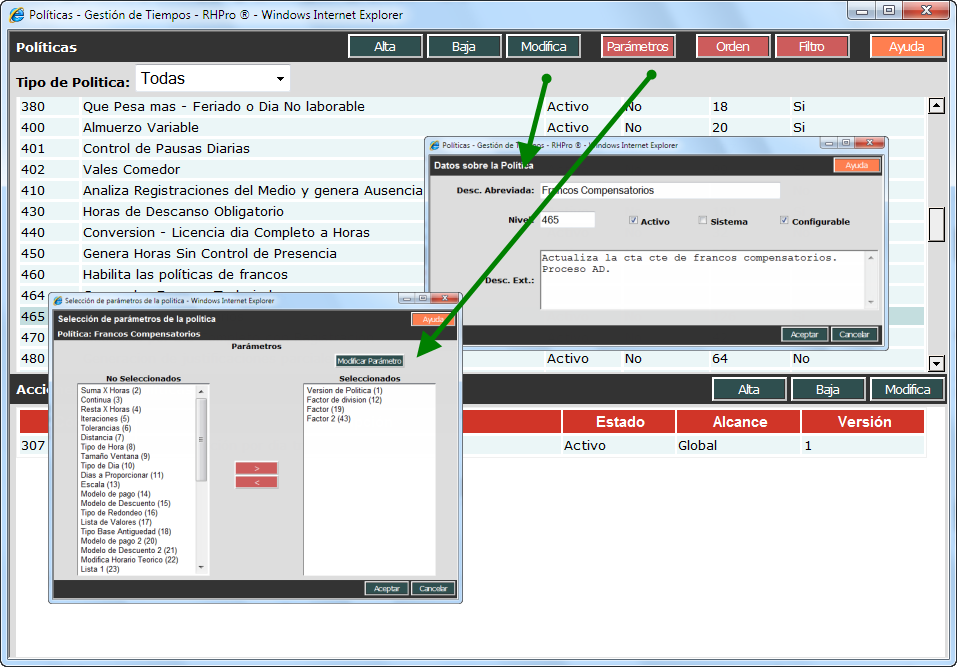 Políticas - Gestión de Tiempos - RHPro ® - Windows Internet Explorer
Políticas Alta Baja Modifica Parámetros Orden Filtro Ayuda
Tipo de Politica: Todas
380 Que Pesa mas - Feriado o Dia No laborable Activo No 18 Si
400 Almuerzo Variable Activo No 20 Si
401 Control de Pausas Diarias
402 Vales Comedor
410 Analiza Registraciones del Medio y genera Ausencia
430 Horas de Descanso Obligatorio
440 Conversion - Licencia dia Completo a Horas
450 Genera Horas Sin Control de Presencia
460 Habilita las políticas de francos
464
465
470
480 Activo No 64 No
Políticas - Gestión de Tiempos - RHPro ® - Windows Internet Explorer
Datos sobre la Política Ayuda
Desc. Abreviada: Francos Compensatorios
Nivel: 465 Activo Sistema Configurable
Desc. Ext.: Actualiza la cta cte de francos compensatorios.
Proceso AD.
Aceptar Cancelar
Selección de parámetros de la politica - Windows Internet Explorer
Selección de parámetros de la politica Ayuda
Política: Francos Compensatorios
Parámetros
Modificar Parámetro
No Seleccionados Seleccionados
Suma X Horas (2)
Continua (3)
Resta X Horas (4)
Iteraciones (5)
Tolerancias (6)
Distancia (7)
Tipo de Hora (8)
Tamaño Ventana (9)
Tipo de Dia (10)
Dias a Proporcionar (11)
Escala (13)
Modelo de pago (14)
Modelo de Descuento (15)
Tipo de Redondeo (16)
Lista de Valores (17)
Tipo Base Antiguedad (18)
Modelo de pago 2 (20)
Modelo de Descuento 2 (21)
Modifica Horario Teorico (22)
Lista 1 (23)
>
<
Version de Politica (1)
Factor de division (12)
Factor (19)
Factor 2 (43)
Aceptar Cancelar
Acci Alta Baja Modifica
Estado Alcance Versión
307 Activo Global 1